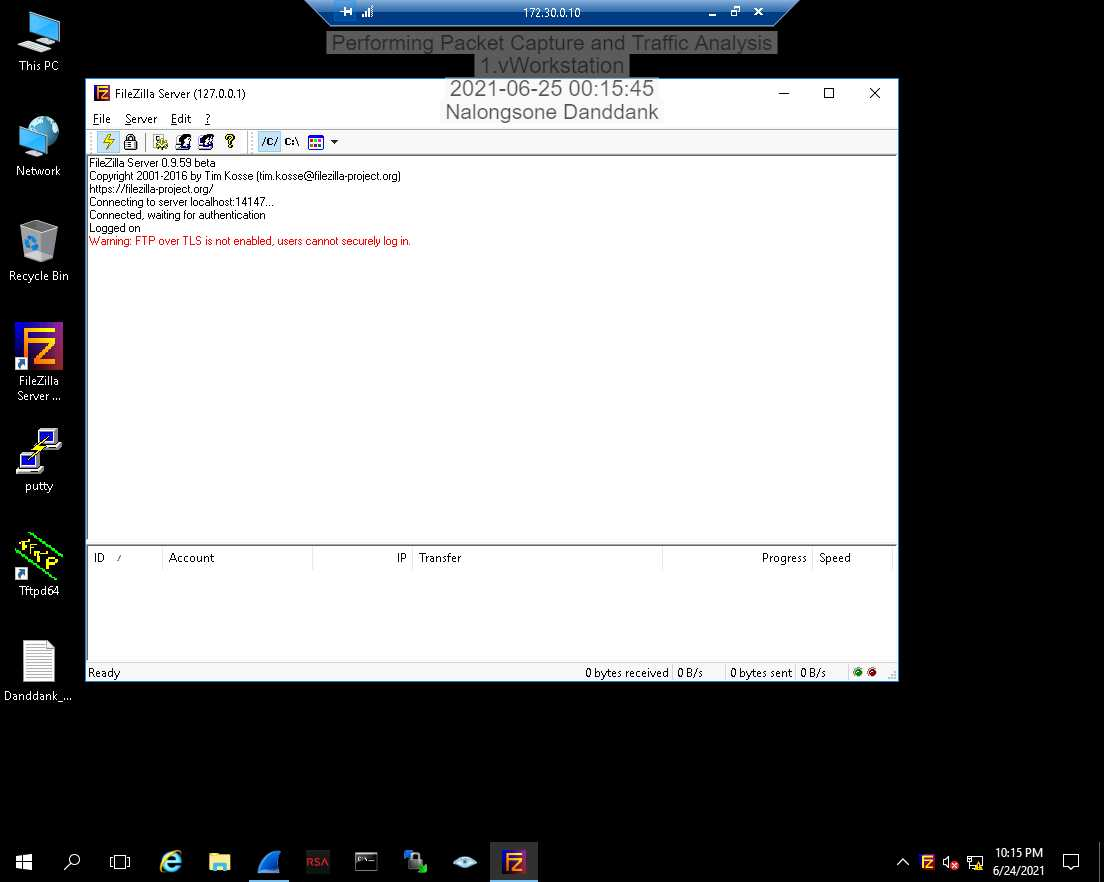 172.30.0.10
Performing Packet Capture and Traffic Analysis
1.vWorkstation
2021-06-25 00:15:45
Nalongsone Danddank
This PC
Network
Recycle Bin
FileZilla
Server ...
putty
Tftpd64
Danddank_...
FileZilla Server (127.0.0.1)
File Server Edit ?
/C/ C:\
FileZilla Server 0.9.59 beta
Copyright 2001-2016 by Tim Kosse (tim.kosse@filezilla-project.org)
https://filezilla-project.org/
Connecting to server localhost:14147...
Connected, waiting for authentication
Logged on
Warning: FTP over TLS is not enabled, users cannot securely log in.
ID / Account IP Transfer Progress Speed
Ready 0 bytes received 0 B/s 0 bytes sent 0 B/s
RSA
10:15 PM
6/24/2021